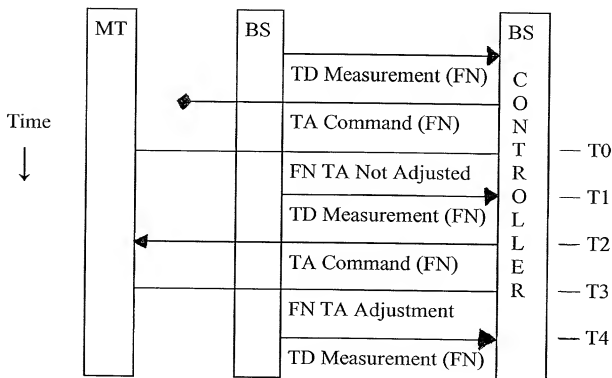 MT
BS
BS
CONTROLLER
TD Measurement (FN)
TA Command (FN)
Time
T0
FN TA Not Adjusted
T1
TD Measurement (FN)
T2
TA Command (FN)
T3
FN TA Adjustment
T4
TD Measurement (FN)